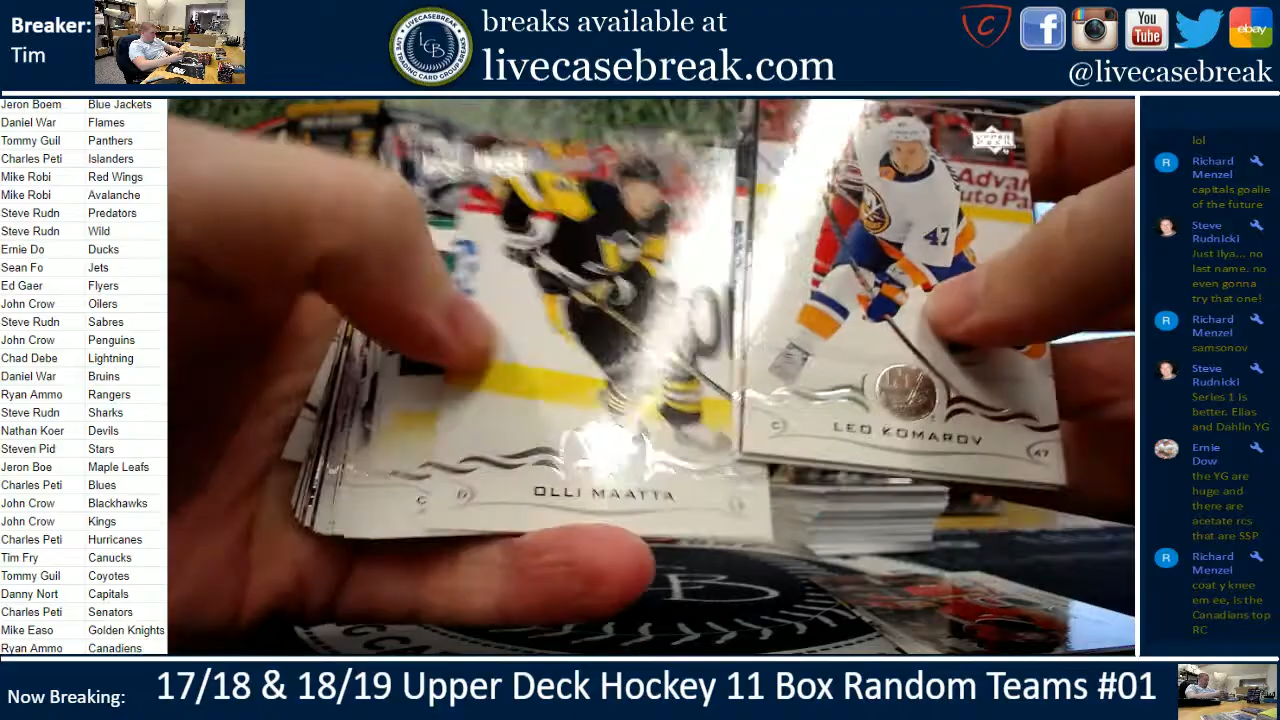 Breaker:
Tim
LCB
LIVECASEBREAK
LIVE TRADING CARD GROUP BREAKS
breaks available at
livecasebreak.com
You
Tube
ebay
@livecasebreak
Jeron Boem Blue Jackets
Daniel War Flames
Tommy Guil Panthers
Charles Peti Islanders
Mike Robi Red Wings
Mike Robi Avalanche
Steve Rudn Predators
Steve Rudn Wild
Ernie Do Ducks
Sean Fo Jets
Ed Gaer Flyers
John Crow Oilers
Steve Rudn Sabres
John Crow Penguins
Chad Debe Lightning
Daniel War Bruins
Ryan Ammo Rangers
Steve Rudn Sharks
Nathan Koer Devils
Steven Pid Stars
Jeron Boe Maple Leafs
Charles Peti Blues
John Crow Blackhawks
John Crow Kings
Charles Peti Hurricanes
Tim Fry Canucks
Tommy Guil Coyotes
Danny Nort Capitals
Charles Peti Senators
Mike Easo Golden Knights
Ryan Ammo Canadiens
UPPER DECK
47
C LEO KOMAROV 47
D OLLI MAATTA
CB
lol
R Richard
Menzel
capitals goalie
of the future
Steve
Rudnicki
Just Ilya... no
last name. no
even gonna
try that one!
R Richard
Menzel
samsonov
Steve
Rudnicki
Series 1 is
better. Elias
and Dahlin YG
Ernie
Dow
the YG are
huge and
there are
acetate rcs
that are SSP
R Richard
Menzel
coat y knee
em ee, is the
Canadians top
RC
Now Breaking:
17/18 & 18/19 Upper Deck Hockey 11 Box Random Teams #01